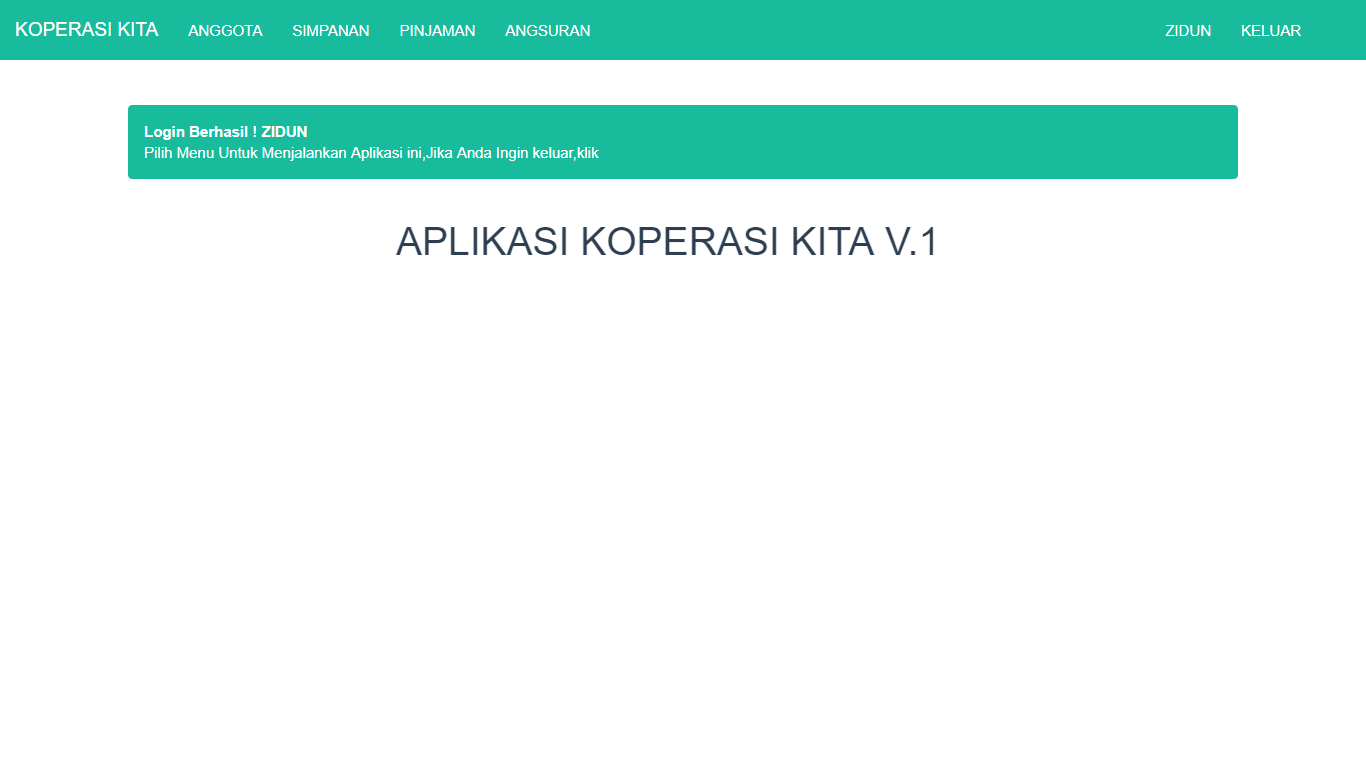 KOPERASI KITA ANGGOTA SIMPANAN PINJAMAN ANGSURAN ZIDUN KELUAR
Login Berhasil ! ZIDUN
Pilih Menu Untuk Menjalankan Aplikasi ini,Jika Anda Ingin keluar,klik
APLIKASI KOPERASI KITA V.1